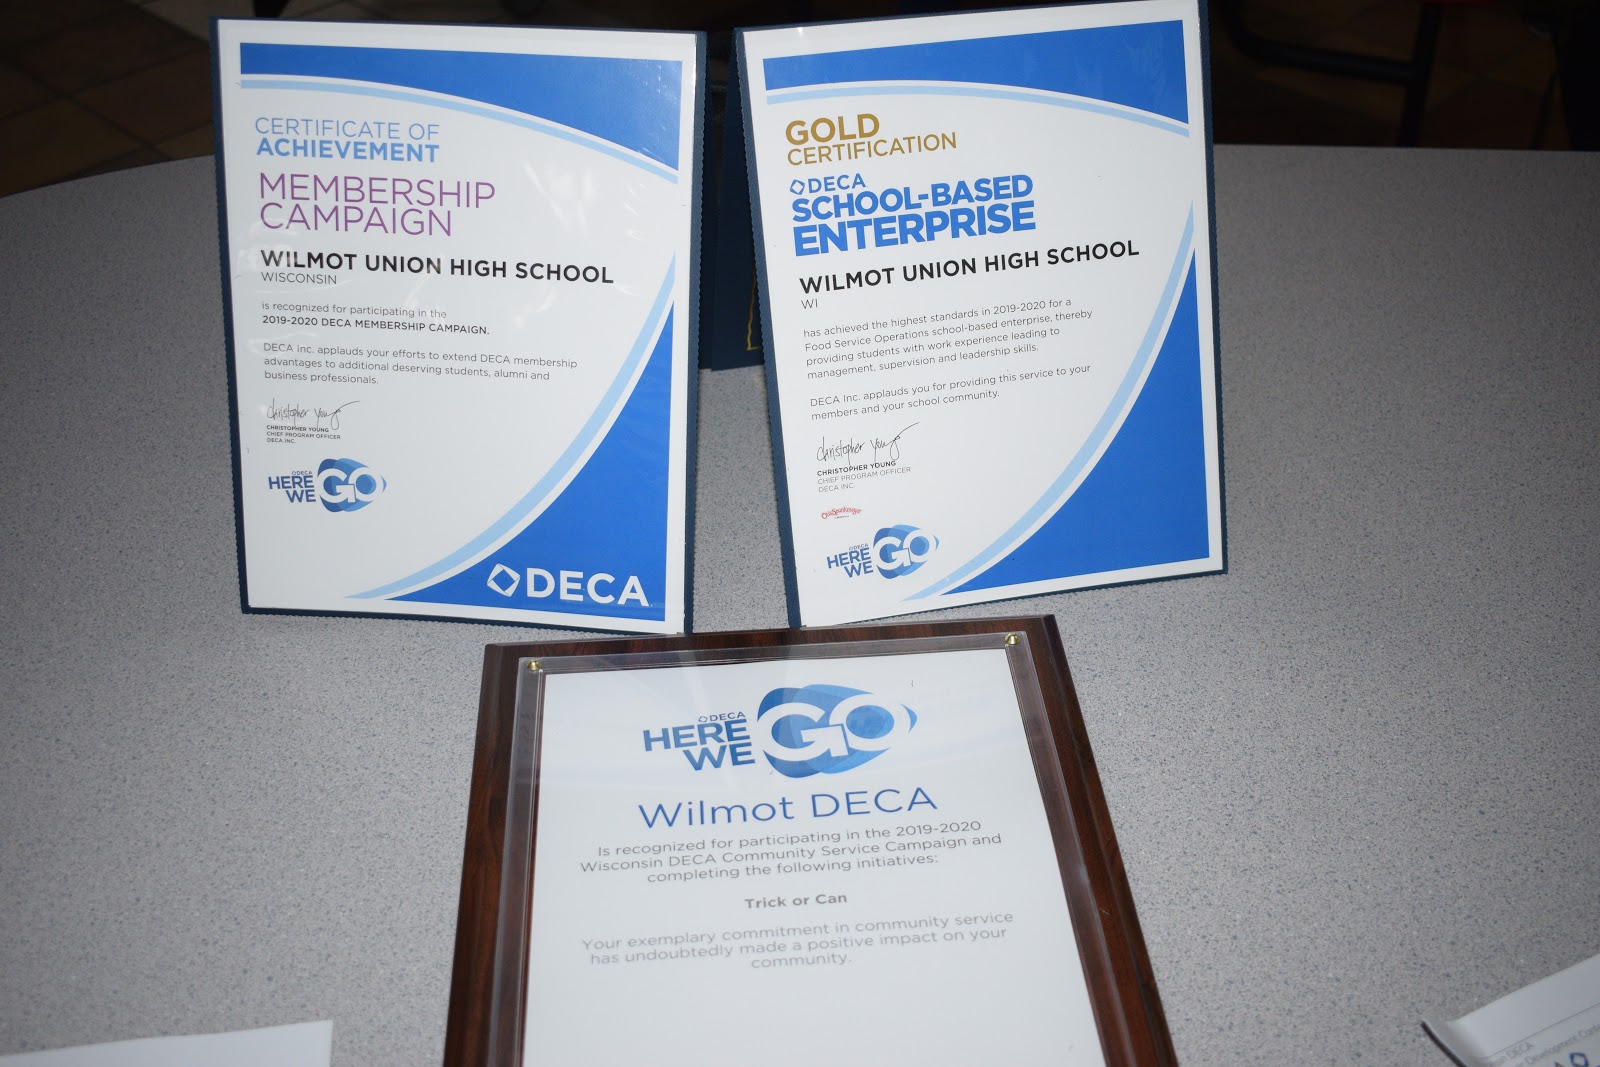 CERTIFICATE OF
ACHIEVEMENT
MEMBERSHIP
CAMPAIGN
WILMOT UNION HIGH SCHOOL
WISCONSIN
is recognized for participating in the
2019-2020 DECA MEMBERSHIP CAMPAIGN.
DECA Inc. applauds your efforts to extend DECA membership
advantages to additional deserving students, alumni and
business professionals.
Christopher Young
CHRISTOPHER YOUNG
CHIEF PROGRAM OFFICER
DECA INC.
DECA
HERE
WE GO
DECA
GOLD
CERTIFICATION
DECA
SCHOOL-BASED
ENTERPRISE
WILMOT UNION HIGH SCHOOL
WI
has achieved the highest standards in 2019-2020 for a
Food Service Operations school-based enterprise, thereby
providing students with work experience leading to
management, supervision and leadership skills.
DECA Inc. applauds you for providing this service to your
members and your school community.
Christopher Young
CHRISTOPHER YOUNG
CHIEF PROGRAM OFFICER
DECA INC.
Otis Spunkmeyer
DECA
HERE
WE GO
DECA
HERE
WE GO
Wilmot DECA
Is recognized for participating in the 2019-2020
Wisconsin DECA Community Service Campaign and
completing the following initiatives:
Trick or Can
Your exemplary commitment in community service
has undoubtedly made a positive impact on your
community.
DECA
Development